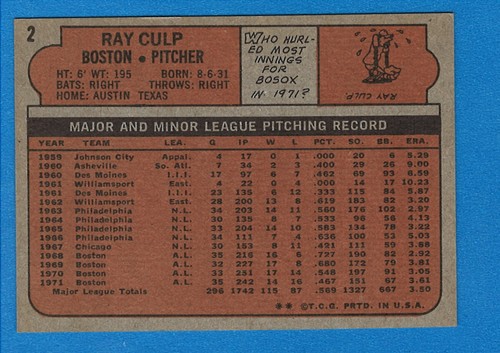 2
RAY CULP
BOSTON • PITCHER
HT: 6' WT: 195 BORN: 8-6-31
BATS: RIGHT THROWS: RIGHT
HOME: AUSTIN TEXAS
WHO HURL-
ED MOST
INNINGS
FOR
BOSOX
IN 1971?
RAY CULP
MAJOR AND MINOR LEAGUE PITCHING RECORD
YEAR TEAM LEA. G IP W L PCT. SO. BB. ERA.
1959 Johnson City Appal. 4 17 0 1 .000 20 6 5.29
1960 Asheville So. Atl. 7 34 2 3 .400 29 26 9.00
1960 Des Moines I.I.I. 17 97 6 7 .462 69 93 6.59
1961 Williamsport East. 4 22 0 4 .000 14 17 10.23
1961 Des Moines I.I.I. 23 135 6 12 .333 115 84 5.87
1962 Williamsport East. 28 200 13 8 .619 183 82 3.20
1963 Philadelphia N.L. 34 203 14 11 .560 176 102 2.97
1964 Philadelphia N.L. 30 135 8 7 .533 96 56 4.13
1965 Philadelphia N.L. 33 204 14 10 .583 134 78 3.22
1966 Philadelphia N.L. 34 111 7 4 .636 100 53 5.03
1967 Chicago N.L. 30 153 8 11 .421 111 59 3.88
1968 Boston A.L. 35 216 16 6 .727 190 82 2.92
1969 Boston A.L. 32 227 17 8 .680 172 79 3.81
1970 Boston A.L. 33 251 17 14 .548 197 91 3.05
1971 Boston A.L. 35 242 14 16 .467 151 67 3.61
Major League Totals 296 1742 115 87 .569 1327 667 3.50
** ©T.C.G. PRTD. IN U.S.A.